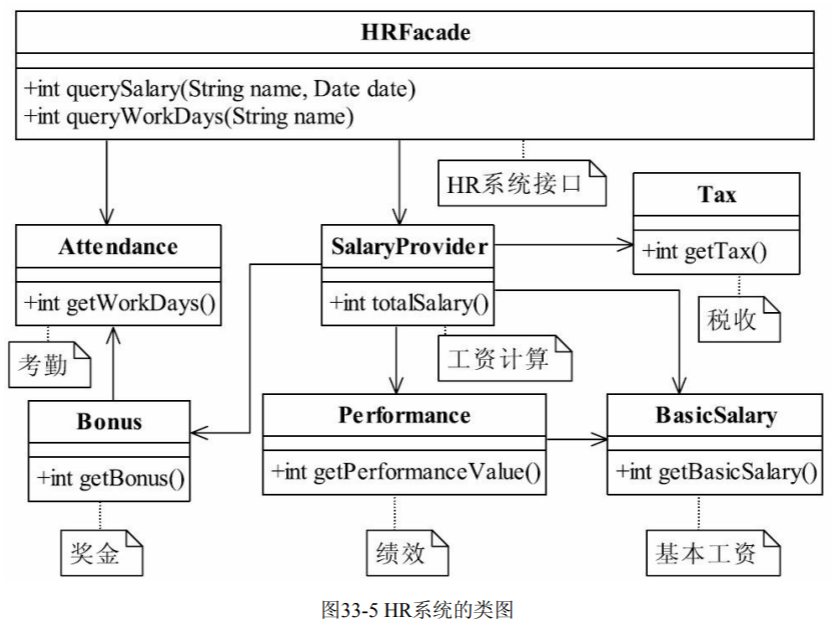 HRFacade
+int querySalary(String name, Date date)
+int queryWorkDays(String name)
HR系统接口
Tax
+int getTax()
税收
Attendance
+int getWorkDays()
考勤
SalaryProvider
+int totalSalary()
工资计算
Bonus
+int getBonus()
奖金
Performance
+int getPerformanceValue()
绩效
BasicSalary
+int getBasicSalary()
基本工资
图33-5 HR系统的类图